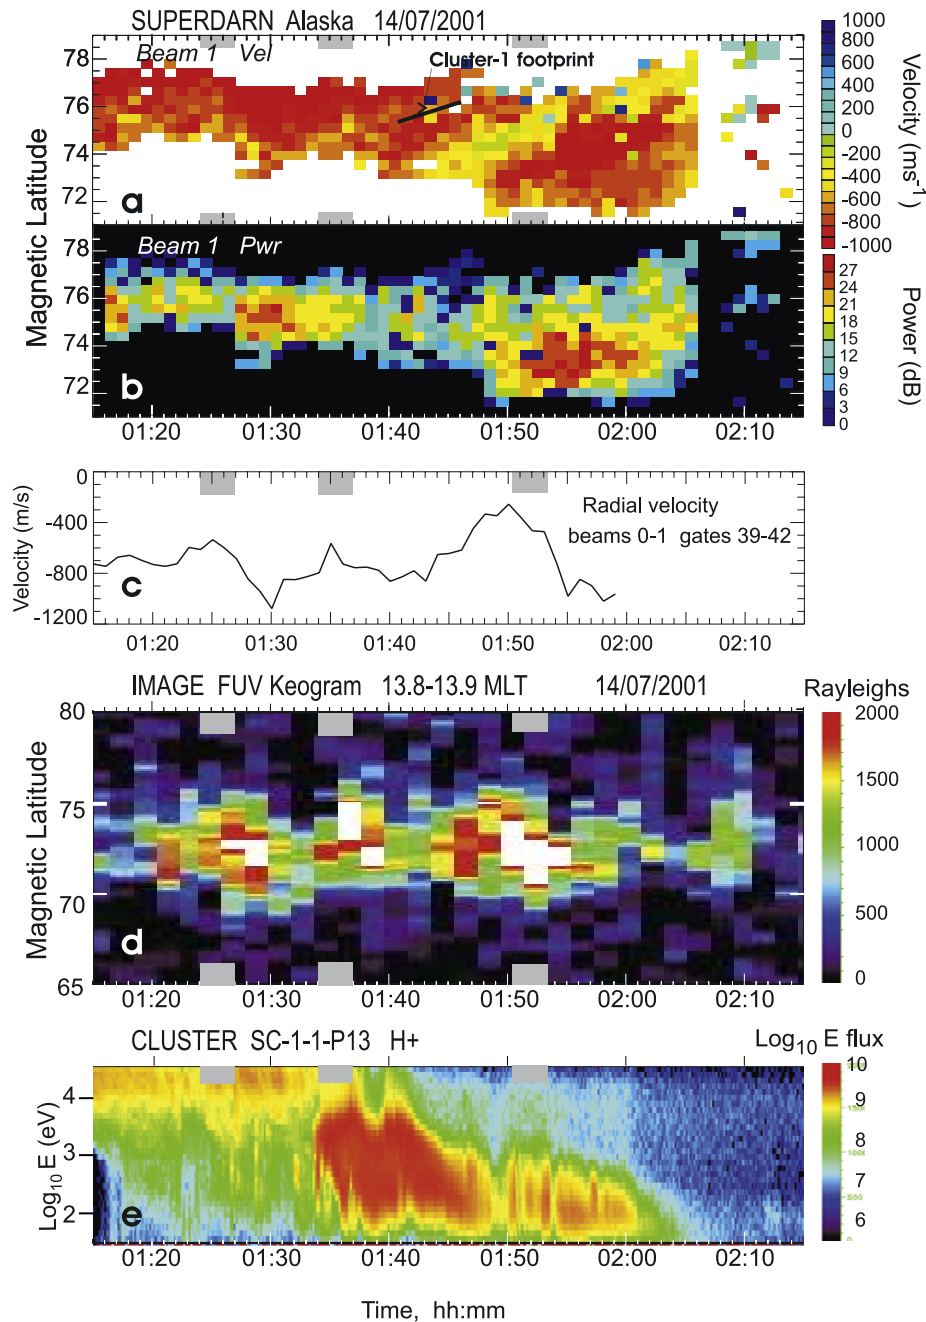 SUPERDARN Alaska 14/07/2001
Beam 1 Vel
Cluster-1 footprint
78
76
74
72
a
Magnetic Latitude
1000
800
600
400
200
0
-200
-400
-600
-800
-1000
Velocity (ms-1)
Beam 1 Pwr
78
76
74
72
b
27
24
21
18
15
12
9
6
3
0
Power (dB)
01:20 01:30 01:40 01:50 02:00 02:10
0
-400
-800
-1200
Velocity (m/s)
c
Radial velocity
beams 0-1 gates 39-42
01:20 01:30 01:40 01:50 02:00 02:10
IMAGE FUV Keogram 13.8-13.9 MLT 14/07/2001
Rayleighs
80
75
70
65
Magnetic Latitude
d
2000
1500
1000
500
0
01:20 01:30 01:40 01:50 02:00 02:10
CLUSTER SC-1-1-P13 H+
Log10 E flux
4
3
2
Log10 E (eV)
e
10
9
8
7
6
01:20 01:30 01:40 01:50 02:00 02:10
Time, hh:mm